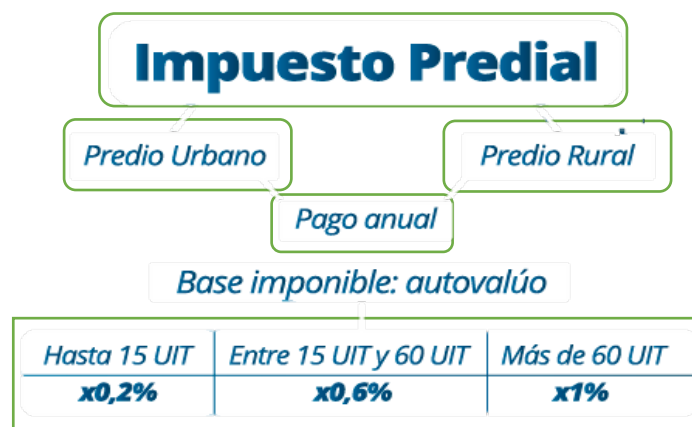 Impuesto Predial
Predio Urbano
Predio Rural
Pago anual
Base imponible: autovalúo
Hasta 15 UIT Entre 15 UIT y 60 UIT Más de 60 UIT
x0,2% x0,6% x1%